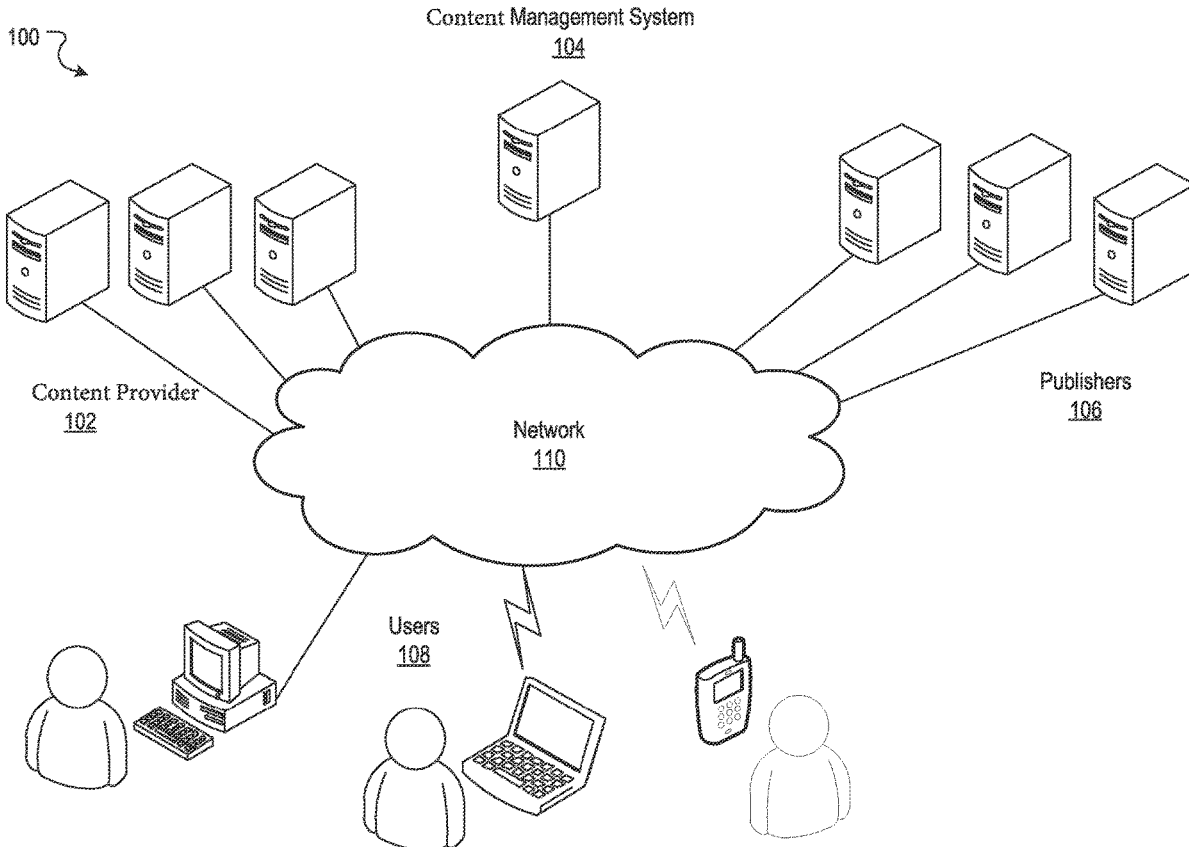 Content Management System
104
100
Content Provider
102
Publishers
106
Network
110
Users
108